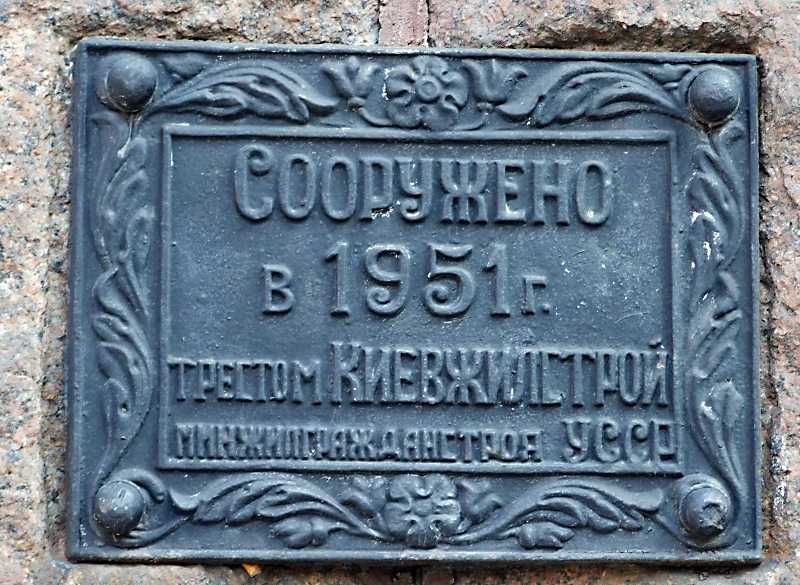 Сооружено
в 1951 г.
трестом Киевжилстрой
минжилгражданстроя УССР